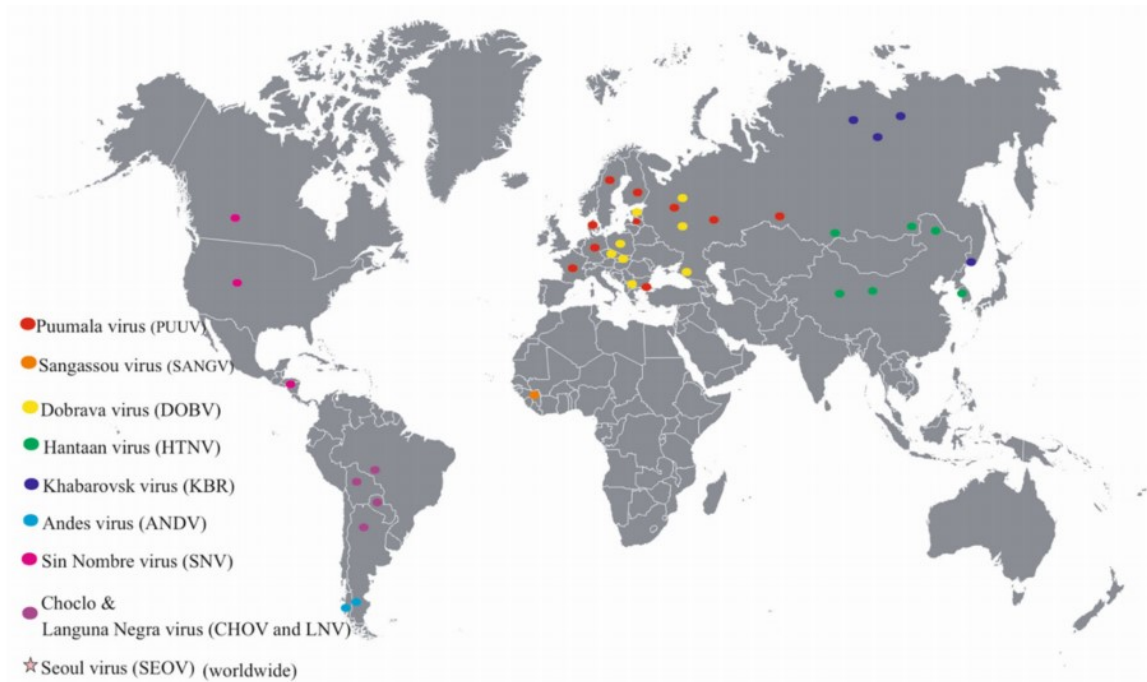 Puumala virus (PUUV)
Sangassou virus (SANGV)
Dobrava virus (DOBV)
Hantaan virus (HTNV)
Khabarovsk virus (KBR)
Andes virus (ANDV)
Sin Nombre virus (SNV)
Choclo &
Languna Negra virus (CHOV and LNV)
Seoul virus (SEOV) (worldwide)